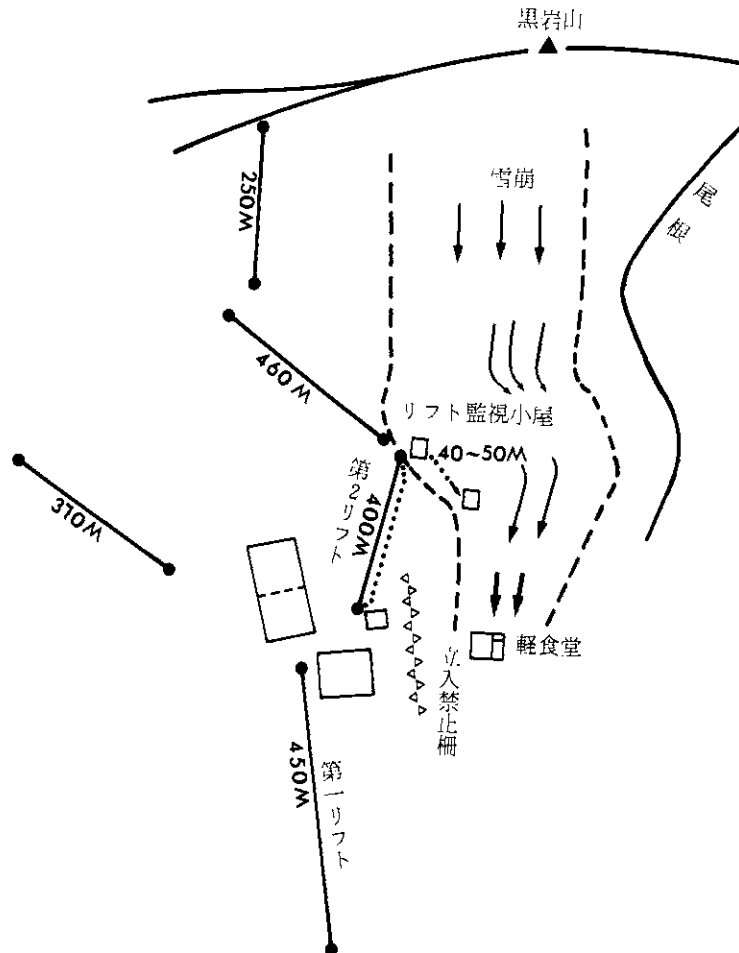 黒岩山
雪崩
尾根
250M
460M
リフト監視小屋
40~50M
第2リフト
400M
310M
軽食堂
立入禁止柵
第一リフト
450M